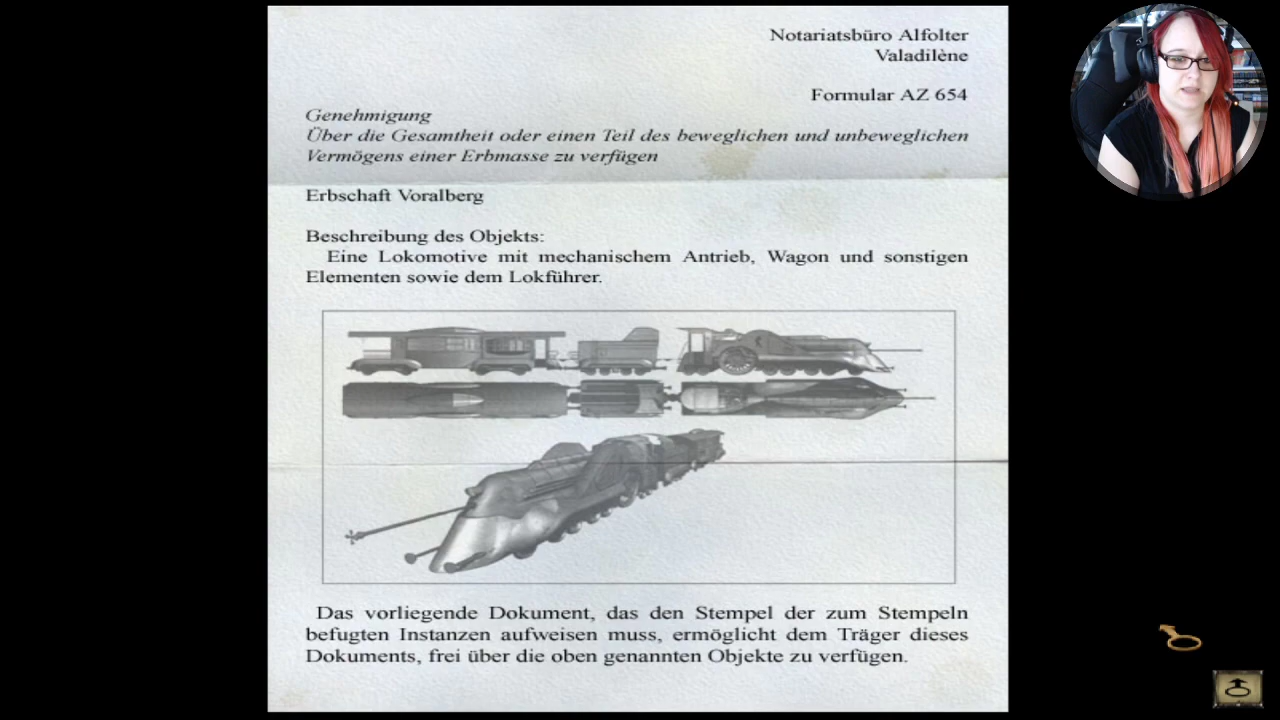 Notariatsbüro Alfolter
Valadilène
Formular AZ 654
Genehmigung
Über die Gesamtheit oder einen Teil des beweglichen und unbeweglichen
Vermögens einer Erbmasse zu verfügen
Erbschaft Voralberg
Beschreibung des Objekts:
Eine Lokomotive mit mechanischem Antrieb, Wagon und sonstigen
Elementen sowie dem Lokführer.
Das vorliegende Dokument, das den Stempel der zum Stempeln
befugten Instanzen aufweisen muss, ermöglicht dem Träger dieses
Dokuments, frei über die oben genannten Objekte zu verfügen.